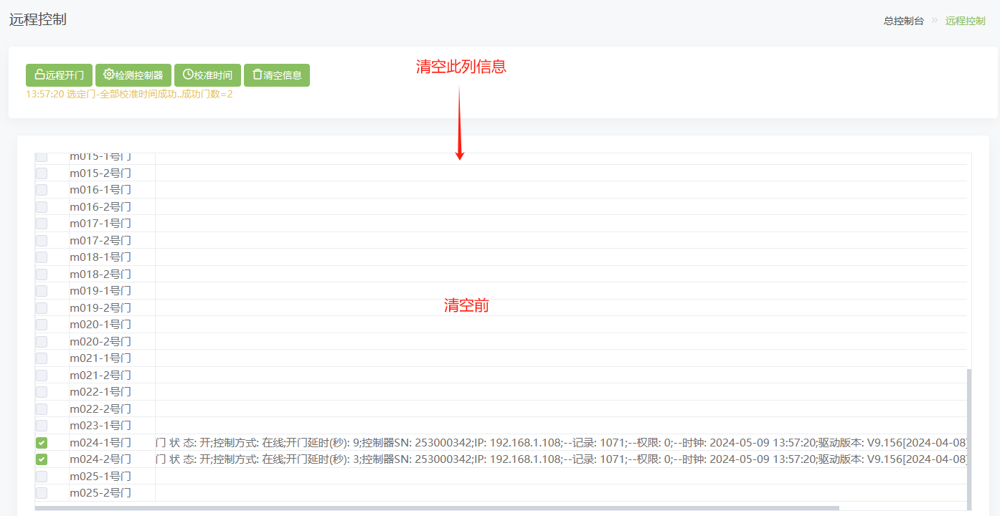 远程控制
总控制台 » 远程控制
远程开门 检测控制器 校准时间 清空信息
13:57:20 选定门-全部校准时间成功..成功门数=2
清空此列信息
m015-1号门
m015-2号门
m016-1号门
m016-2号门
m017-1号门
m017-2号门
m018-1号门
m018-2号门
m019-1号门
m019-2号门
清空前
m020-1号门
m020-2号门
m021-1号门
m021-2号门
m022-1号门
m022-2号门
m023-1号门
m024-1号门 门 状 态: 开;控制方式: 在线;开门延时(秒): 9;控制器SN: 253000342;IP: 192.168.1.108;--记录: 1071;--权限: 0;--时钟: 2024-05-09 13:57:20;驱动版本: V9.156[2024-04-08]
m024-2号门 门 状 态: 开;控制方式: 在线;开门延时(秒): 3;控制器SN: 253000342;IP: 192.168.1.108;--记录: 1071;--权限: 0;--时钟: 2024-05-09 13:57:20;驱动版本: V9.156[2024-04-08]
m025-1号门
m025-2号门